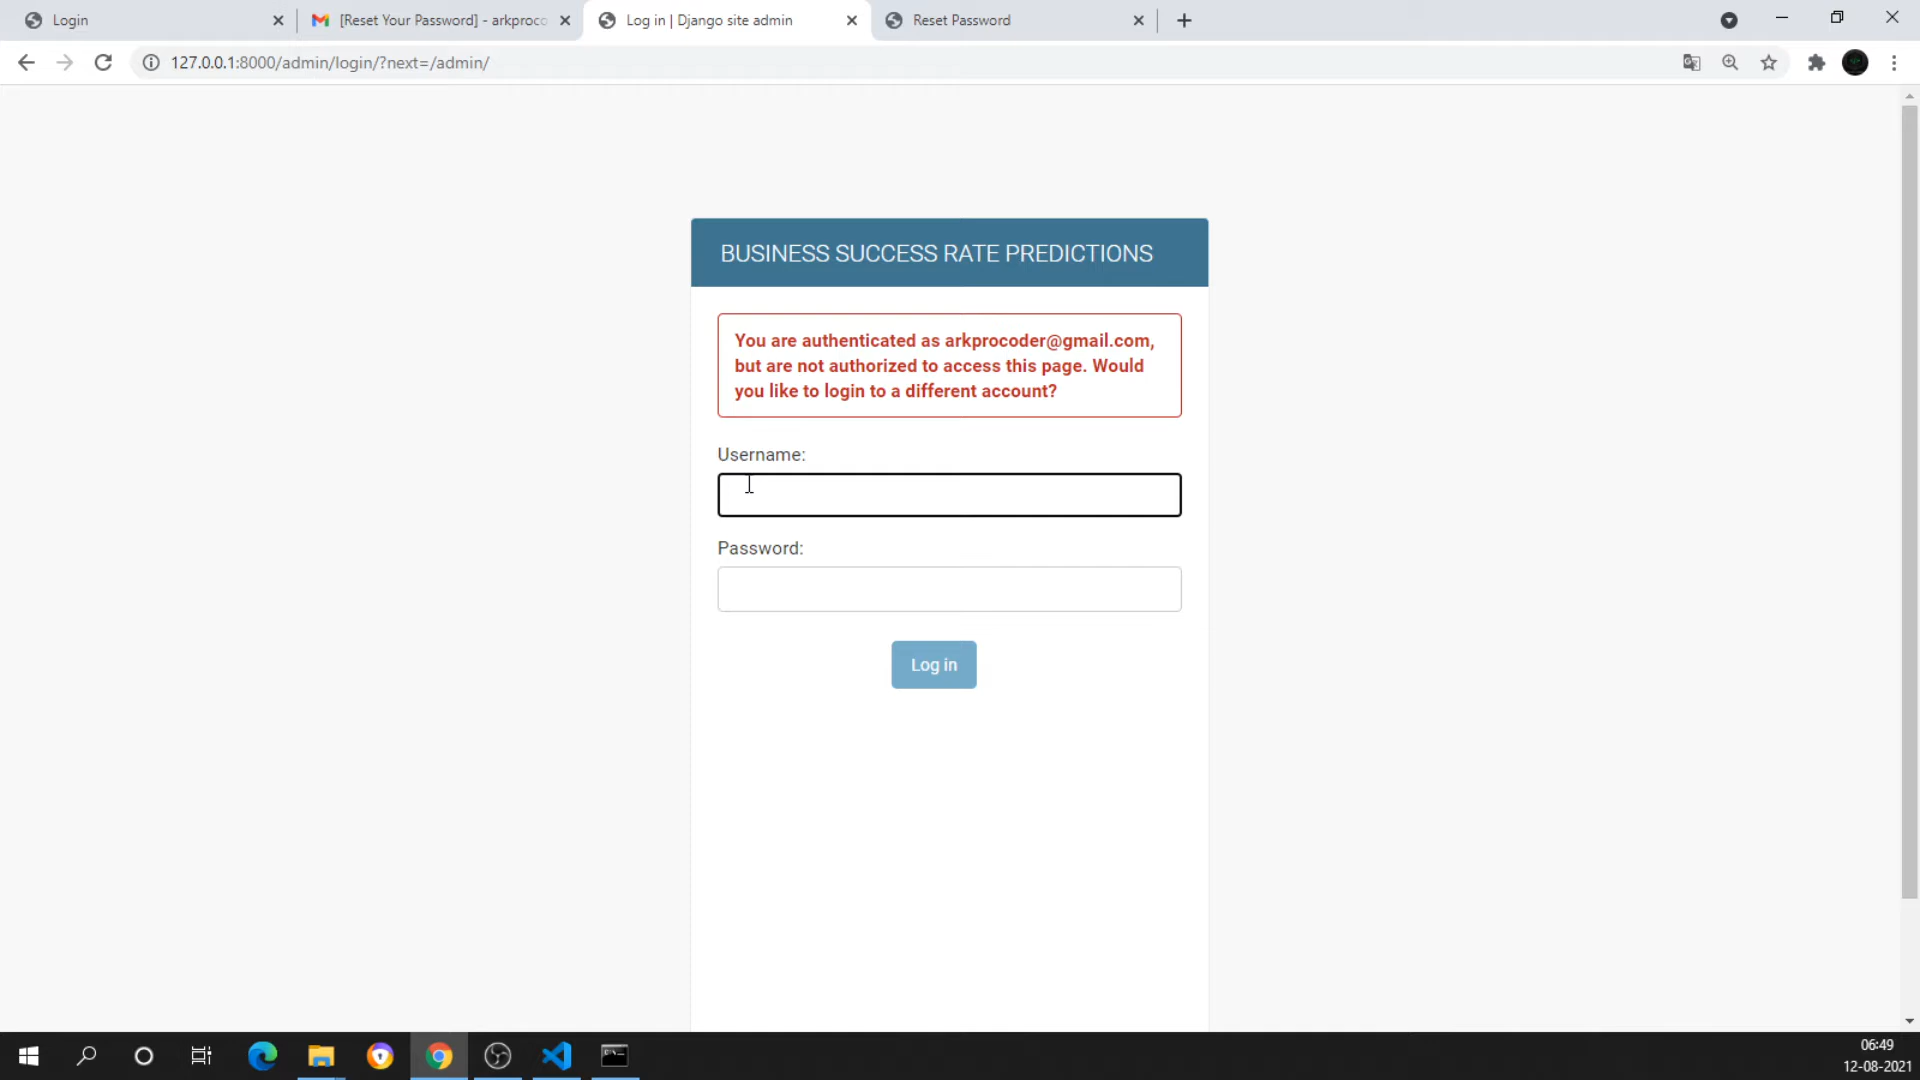 Login
[Reset Your Password] - arkproco
Log in | Django site admin
Reset Password
127.0.0.1:8000/admin/login/?next=/admin/
BUSINESS SUCCESS RATE PREDICTIONS
You are authenticated as arkprocoder@gmail.com,
but are not authorized to access this page. Would
you like to login to a different account?
Username:
Password:
Log in
06:49
12-08-2021